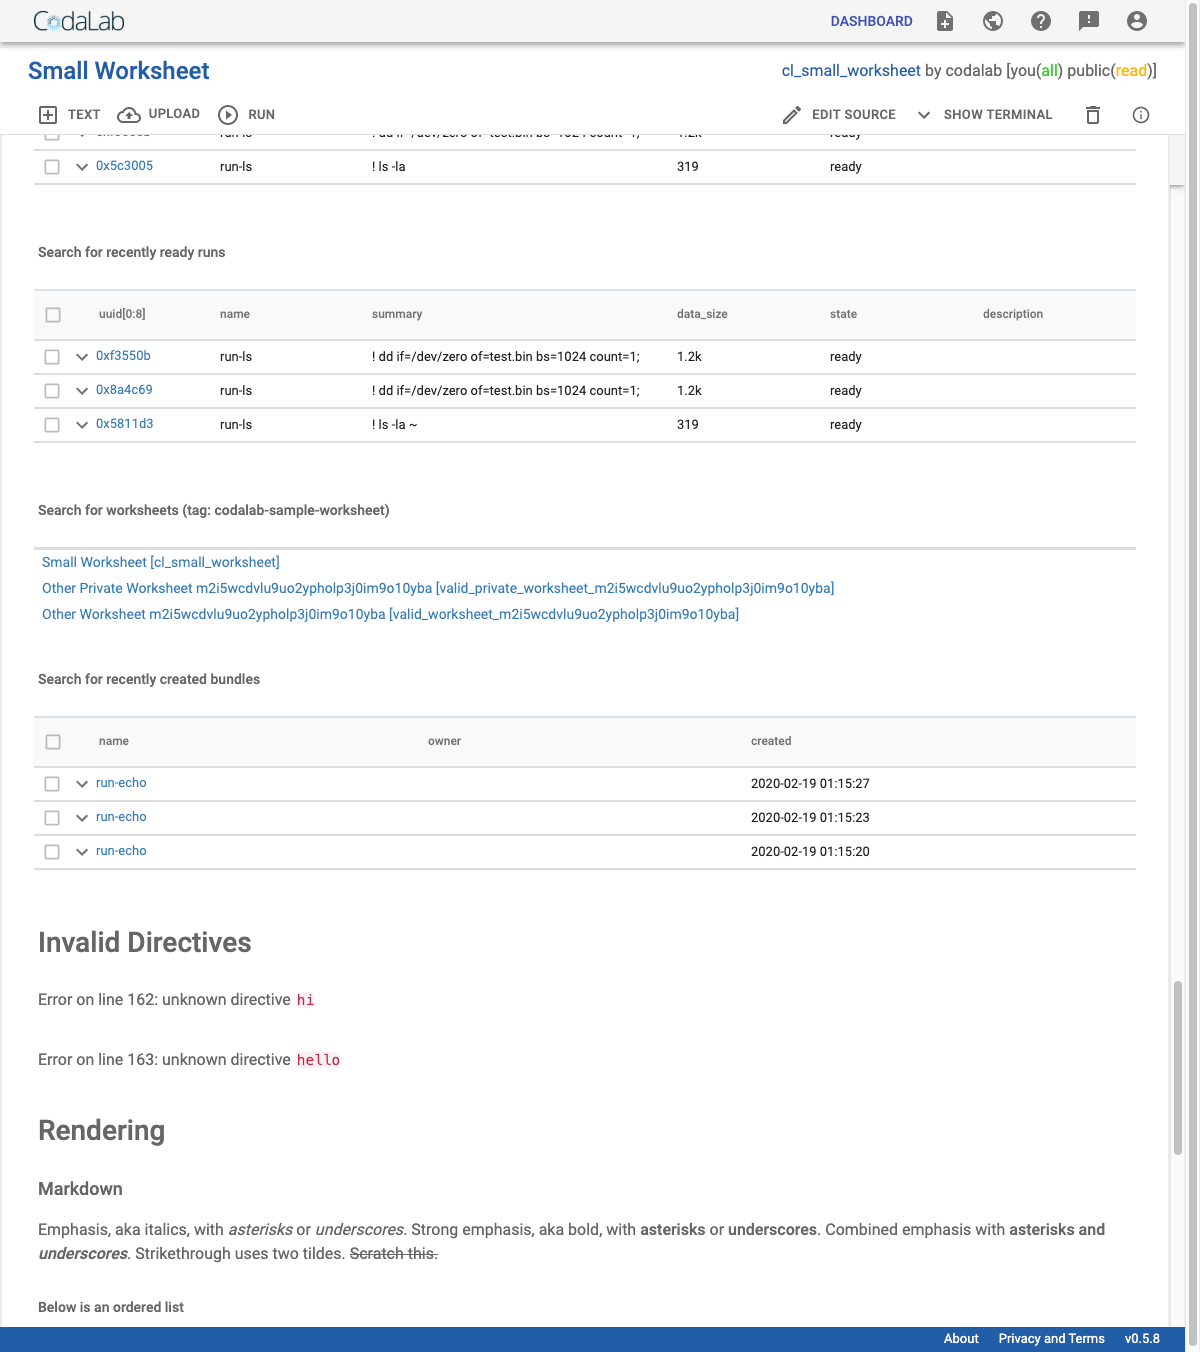 CodaLab
DASHBOARD
Small Worksheet
cl_small_worksheet by codalab [you(all) public(read)]
TEXT UPLOAD RUN EDIT SOURCE SHOW TERMINAL
0x5c3005 run-ls ! ls -la 319 ready
Search for recently ready runs
uuid[0:8] name summary data_size state description
0xf3550b run-ls ! dd if=/dev/zero of=test.bin bs=1024 count=1; 1.2k ready
0x8a4c69 run-ls ! dd if=/dev/zero of=test.bin bs=1024 count=1; 1.2k ready
0x5811d3 run-ls ! ls -la ~ 319 ready
Search for worksheets (tag: codalab-sample-worksheet)
Small Worksheet [cl_small_worksheet]
Other Private Worksheet m2i5wcdvlu9uo2ypholp3j0im9o10yba [valid_private_worksheet_m2i5wcdvlu9uo2ypholp3j0im9o10yba]
Other Worksheet m2i5wcdvlu9uo2ypholp3j0im9o10yba [valid_worksheet_m2i5wcdvlu9uo2ypholp3j0im9o10yba]
Search for recently created bundles
name owner created
run-echo 2020-02-19 01:15:27
run-echo 2020-02-19 01:15:23
run-echo 2020-02-19 01:15:20
Invalid Directives
Error on line 162: unknown directive hi
Error on line 163: unknown directive hello
Rendering
Markdown
Emphasis, aka italics, with asterisks or underscores. Strong emphasis, aka bold, with asterisks or underscores. Combined emphasis with asterisks and
underscores. Strikethrough uses two tildes. Scratch this.
Below is an ordered list
About Privacy and Terms v0.5.8